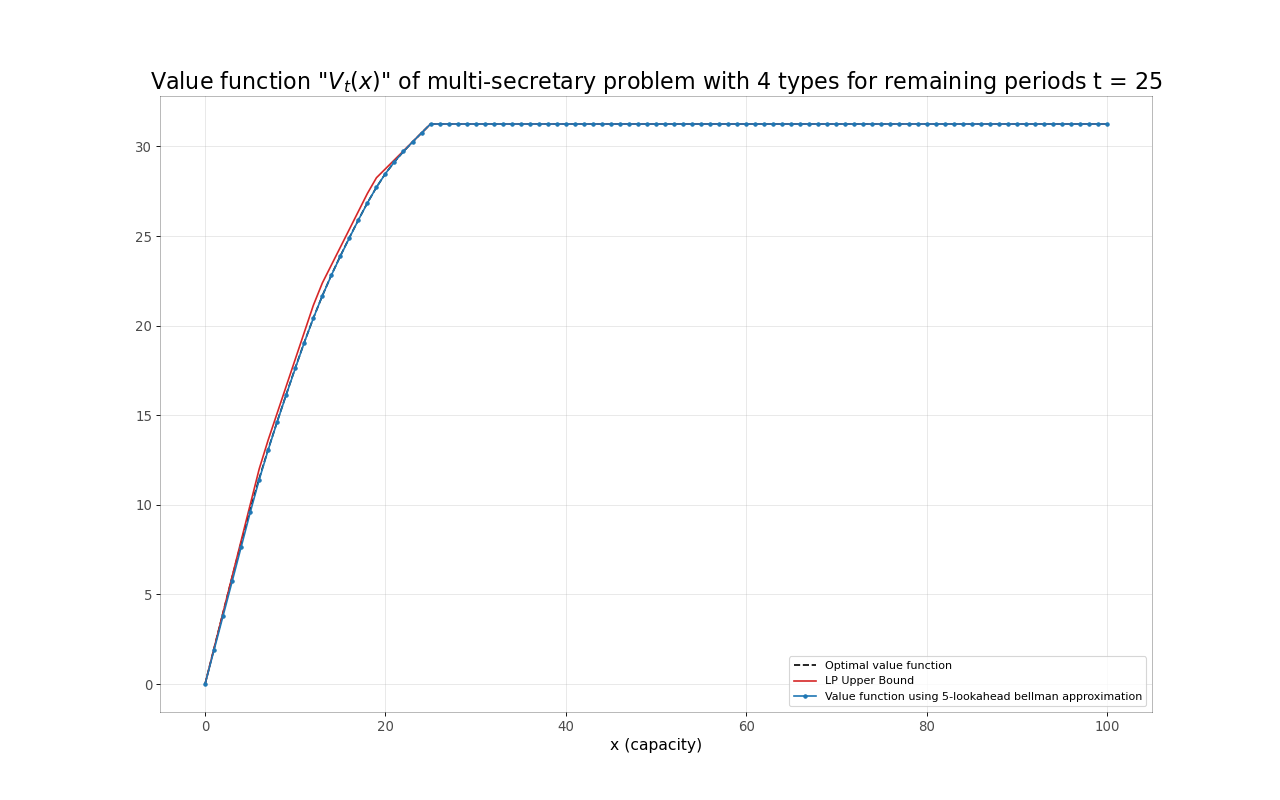 Value function "V_t(x)" of multi-secretary problem with 4 types for remaining periods t = 25
30
25
20
15
10
5
0
0 20 40 60 80 100
x (capacity)
Optimal value function
LP Upper Bound
Value function using 5-lookahead bellman approximation